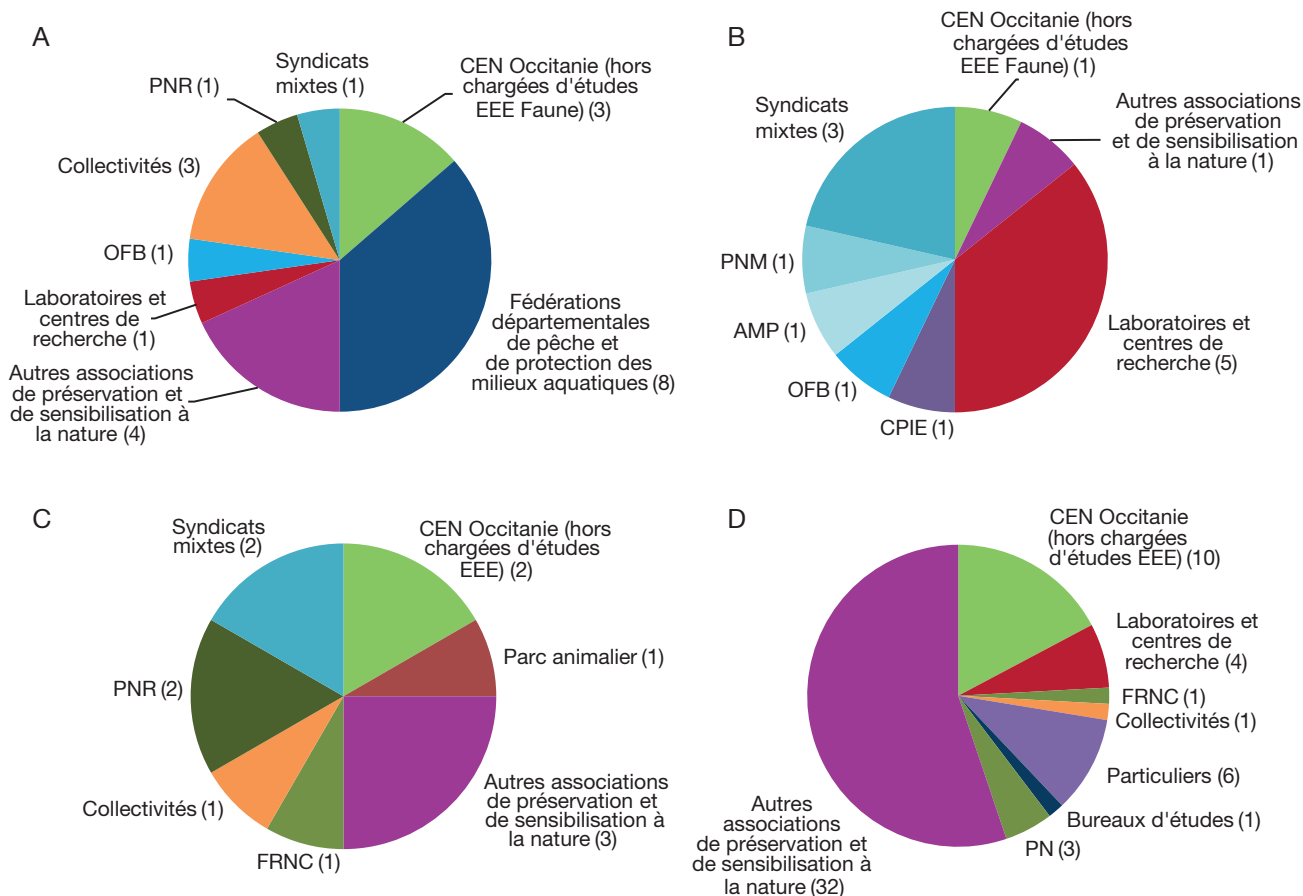 A
Syndicats
mixtes (1)
PNR (1)
CEN Occitanie (hors
chargées d'études
EEE Faune) (3)
Collectivités (3)
OFB (1)
Laboratoires et
centres de
recherche (1)
Autres associations
de préservation et
de sensibilisation à
la nature (4)
Fédérations
départementales
de pêche et
de protection des
milieux aquatiques (8)
B
CEN Occitanie (hors
chargées d'études
EEE Faune) (1)
Syndicats
mixtes (3)
Autres associations
de préservation
et de sensibilisation
à la nature (1)
PNM (1)
AMP (1)
OFB (1)
CPIE (1)
Laboratoires et
centres de
recherche (5)
C
Syndicats
mixtes (2)
CEN Occitanie (hors
chargées d'études
EEE) (2)
Parc animalier (1)
PNR (2)
Collectivités (1)
FRNC (1)
Autres associations
de préservation et
de sensibilisation à
la nature (3)
D
CEN Occitanie
(hors chargées
d'études EEE) (10)
Laboratoires et
centres de
recherche (4)
FRNC (1)
Collectivités (1)
Particuliers (6)
Bureaux d'études (1)
PN (3)
Autres
associations
de préservation et
de sensibilisation à
la nature (32)